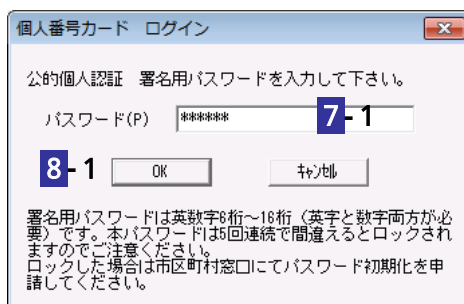 個人番号カード ログイン
公的個人認証 署名用パスワードを入力して下さい。
パスワード(P) ****** 7-1
8-1 OK ｷｬﾝｾﾙ
署名用パスワードは英数字6桁～16桁（英字と数字両方が必
要）です。本パスワードは5回連続で間違えるとロックされ
ますのでご注意ください。
ロックした場合は市区町村窓口にてパスワード初期化を申
請してください。